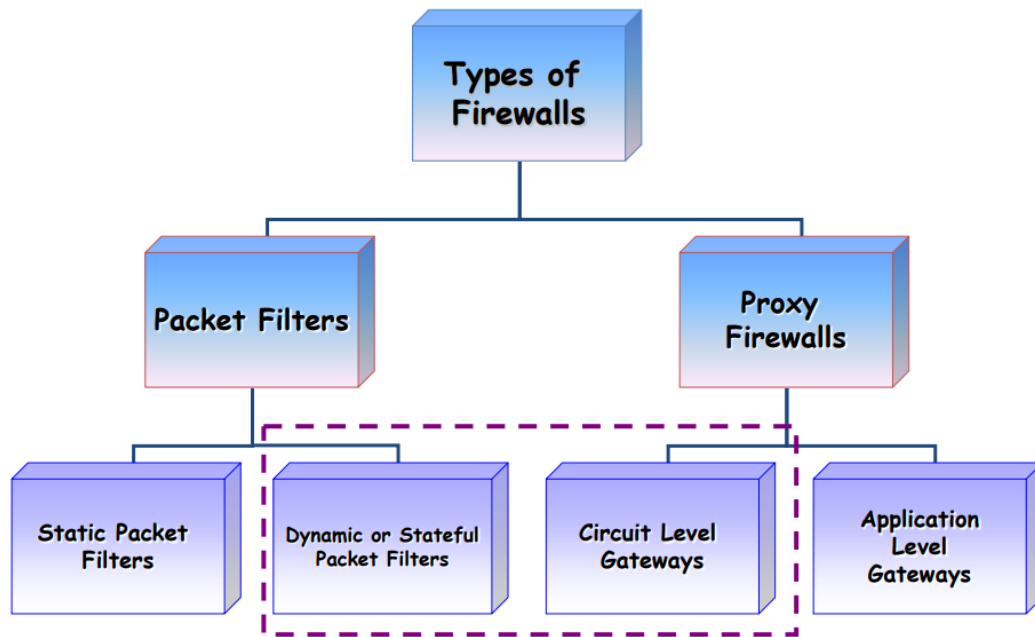 Types of
Firewalls
Packet Filters
Proxy
Firewalls
Static Packet
Filters
Dynamic or Stateful
Packet Filters
Circuit Level
Gateways
Application
Level
Gateways